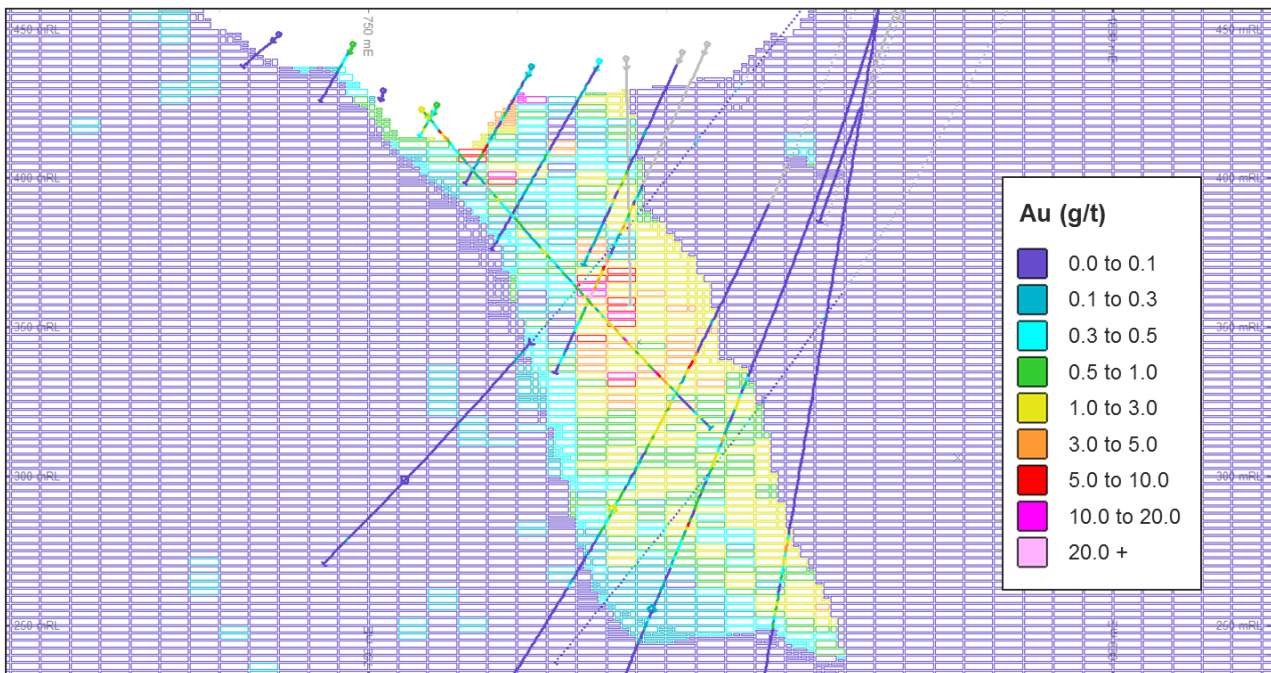 450 mRL
750 mE
450 mRL
400 mRL
400 mRL
Au (g/t)
0.0 to 0.1
0.1 to 0.3
0.3 to 0.5
0.5 to 1.0
1.0 to 3.0
3.0 to 5.0
5.0 to 10.0
10.0 to 20.0
20.0 +
350 mRL
350 mRL
300 mRL
300 mRL
250 mRL
250 mRL